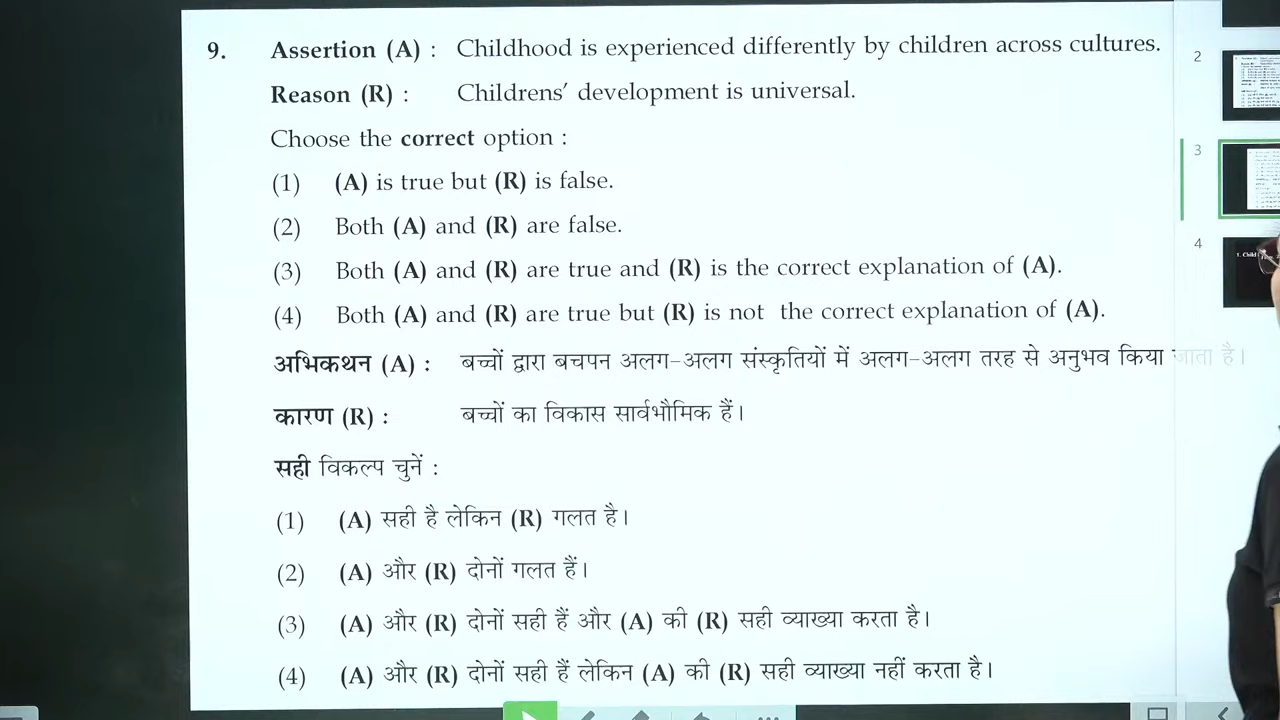 9. Assertion (A) : Childhood is experienced differently by children across cultures.
Reason (R) : Childrens' development is universal.
Choose the correct option :
(1) (A) is true but (R) is false.
(2) Both (A) and (R) are false.
(3) Both (A) and (R) are true and (R) is the correct explanation of (A).
(4) Both (A) and (R) are true but (R) is not the correct explanation of (A).
अभिकथन (A) : बच्चों द्वारा बचपन अलग-अलग संस्कृतियों में अलग-अलग तरह से अनुभव किया जाता है।
कारण (R) : बच्चों का विकास सार्वभौमिक हैं।
सही विकल्प चुनें :
(1) (A) सही है लेकिन (R) गलत है।
(2) (A) और (R) दोनों गलत हैं।
(3) (A) और (R) दोनों सही हैं और (A) की (R) सही व्याख्या करता है।
(4) (A) और (R) दोनों सही हैं लेकिन (A) की (R) सही व्याख्या नहीं करता है।
2
3
4
1. Child